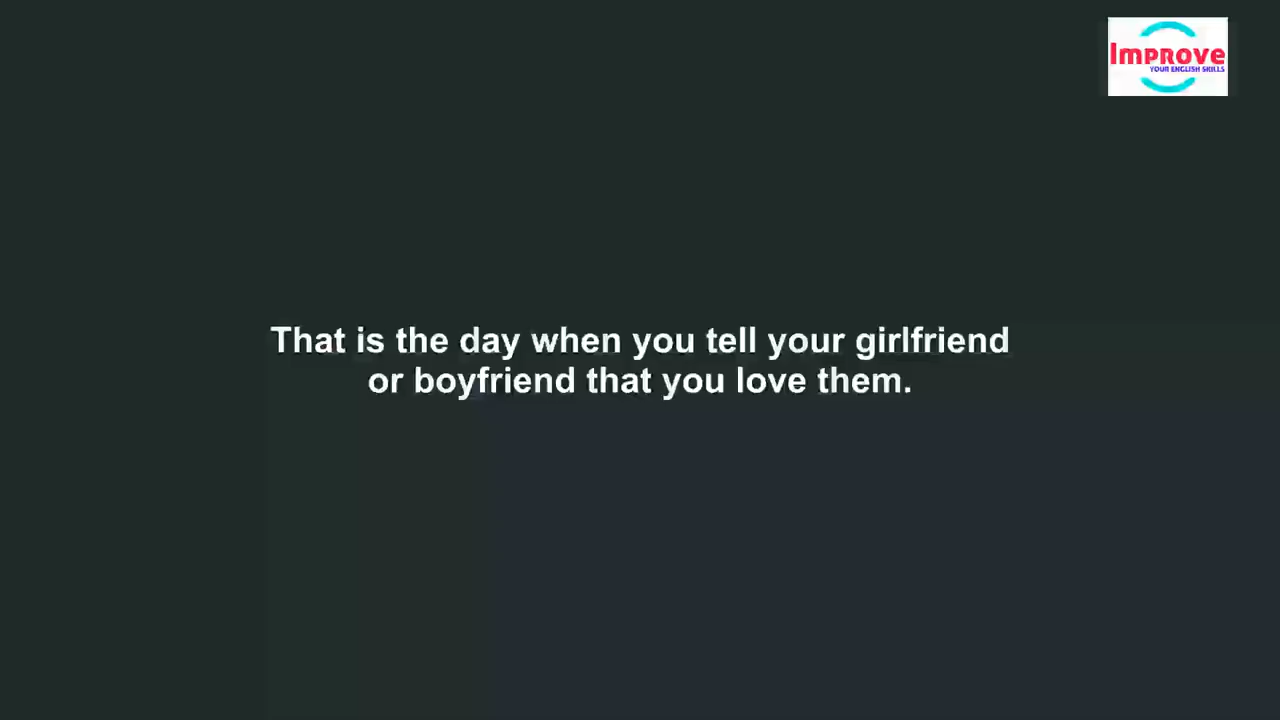 Improve
YOUR ENGLISH SKILLS
That is the day when you tell your girlfriend
or boyfriend that you love them.